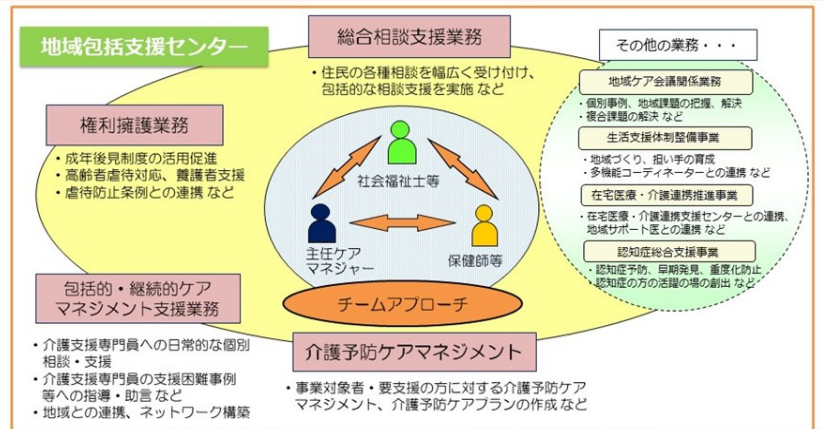 地域包括支援センター
総合相談支援業務
・住民の各種相談を幅広く受け付け、
包括的な相談支援を実施 など
権利擁護業務
・成年後見制度の活用促進
・高齢者虐待対応、養護者支援
・虐待防止条例との連携 など
社会福祉士等
主任ケア
マネジャー
保健師等
チームアプローチ
包括的・継続的ケア
マネジメント支援業務
・介護支援専門員への日常的な個別
相談・支援
・介護支援専門員の支援困難事例
等への指導・助言 など
・地域との連携、ネットワーク構築
介護予防ケアマネジメント
・事業対象者・要支援の方に対する介護予防ケア
マネジメント、介護予防ケアプランの作成 など
その他の業務・・・
地域ケア会議関係業務
・個別事例、地域課題の把握、解決
・複合課題の解決 など
生活支援体制整備事業
・地域づくり、担い手の育成
・多機能コーディネーターとの連携 など
在宅医療・介護連携推進事業
・在宅医療・介護連携支援センターとの連携、
地域サポート医との連携 など
認知症総合支援事業
・認知症予防、早期発見、重度化防止
・認知症の方の活躍の場の創出 など